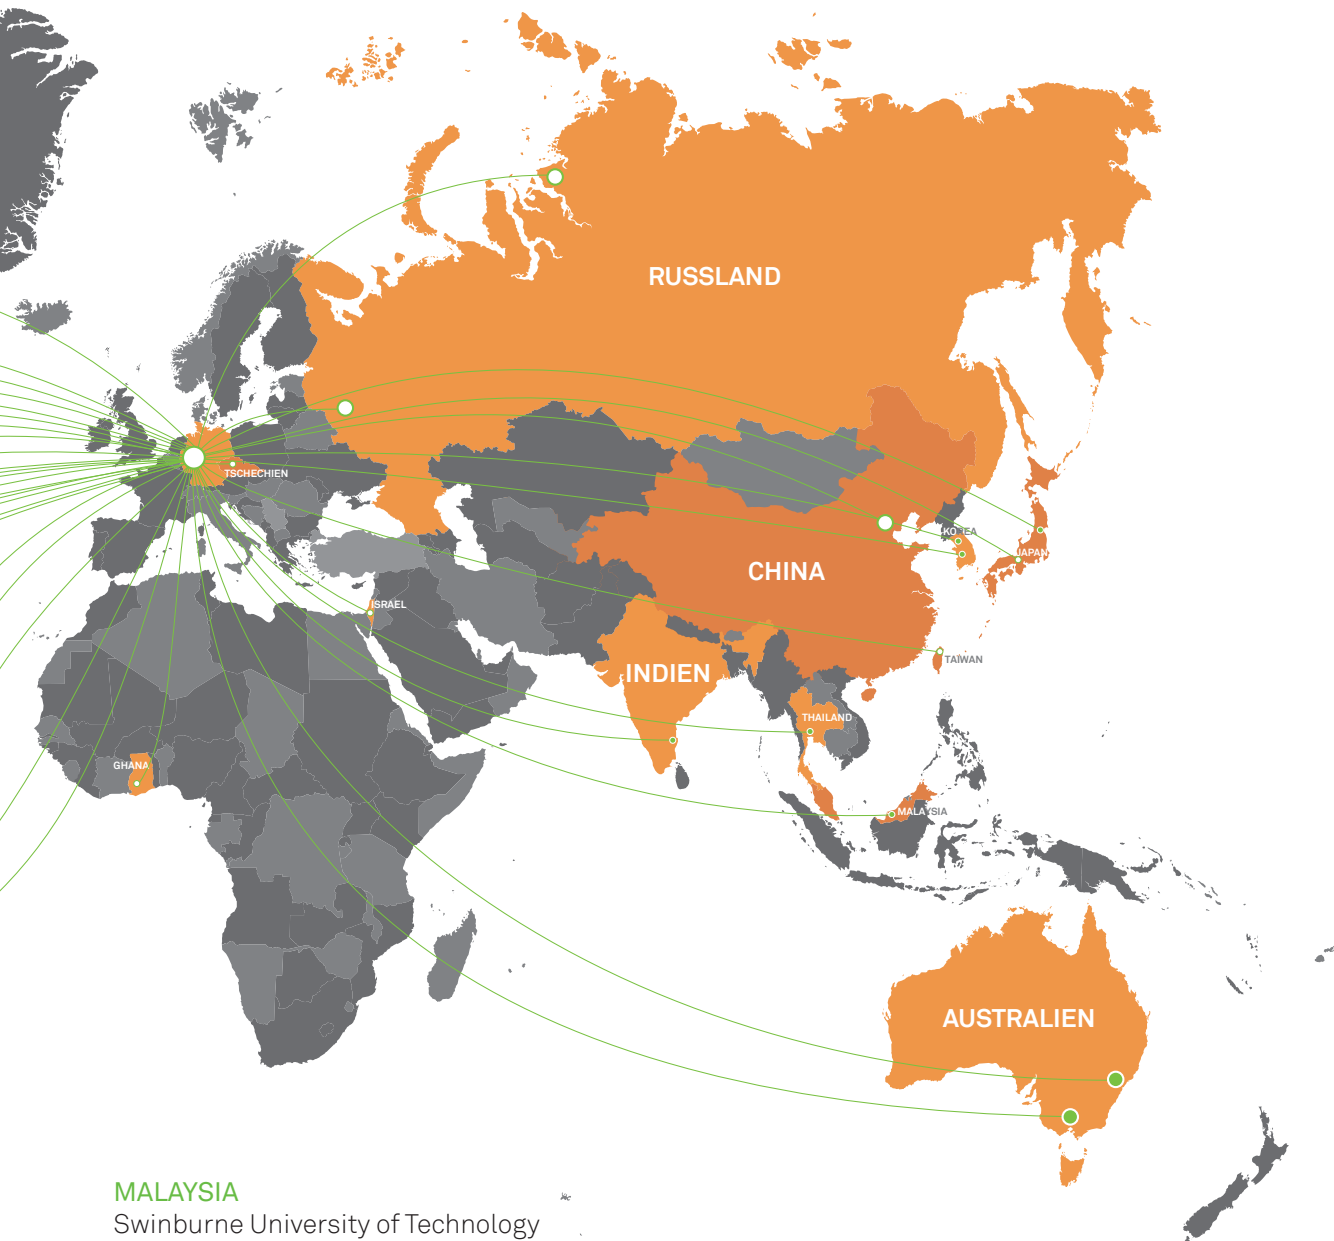 RUSSLAND
TSCHECHIEN
KOREA
JAPAN
CHINA
ISRAEL
TAIWAN
INDIEN
THAILAND
GHANA
MALAYSIA
AUSTRALIEN
MALAYSIA
Swinburne University of Technology